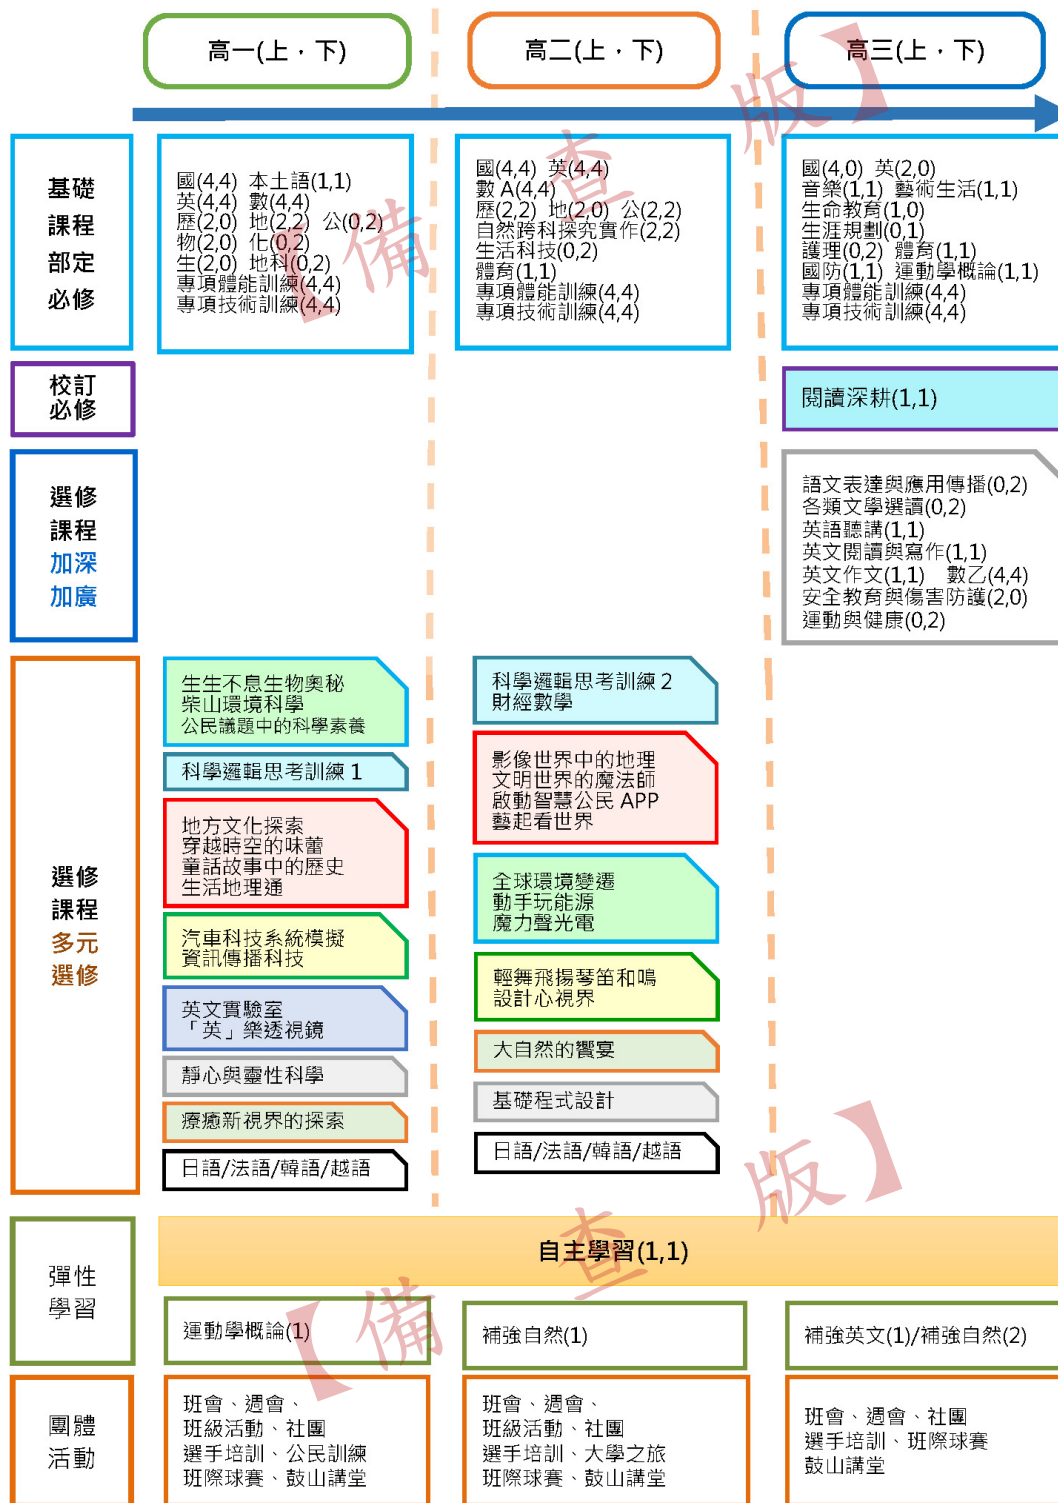 高一(上，下)
高二(上，下)
高三(上，下)
基礎
課程
部定
必修
國(4,4) 本土語(1,1)
英(4,4) 數(4,4)
歷(2,0) 地(2,2) 公(0,2)
物(2,0) 化(0,2)
生(2,0) 地科(0,2)
專項體能訓練(4,4)
專項技術訓練(4,4)
國(4,4) 英(4,4)
數 A(4,4)
歷(2,2) 地(2,0) 公(2,2)
自然跨科探究實作(2,2)
生活科技(0,2)
體育(1,1)
專項體能訓練(4,4)
專項技術訓練(4,4)
國(4,0) 英(2,0)
音樂(1,1) 藝術生活(1,1)
生命教育(1,0)
生涯規劃(0,1)
護理(0,2) 體育(1,1)
國防(1,1) 運動學概論(1,1)
專項體能訓練(4,4)
專項技術訓練(4,4)
校訂
必修
閱讀深耕(1,1)
選修
課程
加深
加廣
語文表達與應用傳播(0,2)
各類文學選讀(0,2)
英語聽講(1,1)
英文閱讀與寫作(1,1)
英文作文(1,1) 數乙(4,4)
安全教育與傷害防護(2,0)
運動與健康(0,2)
選修
課程
多元
選修
生生不息生物奧秘
柴山環境科學
公民議題中的科學素養
科學邏輯思考訓練 1
地方文化探索
穿越時空的味蕾
童話故事中的歷史
生活地理通
汽車科技系統模擬
資訊傳播科技
英文實驗室
「英」樂透視鏡
靜心與靈性科學
療癒新視界的探索
日語/法語/韓語/越語
科學邏輯思考訓練 2
財經數學
影像世界中的地理
文明世界的魔法師
啟動智慧公民 APP
藝起看世界
全球環境變遷
動手玩能源
魔力聲光電
輕舞飛揚琴笛和鳴
設計心視界
大自然的饗宴
基礎程式設計
日語/法語/韓語/越語
彈性
學習
自主學習(1,1)
運動學概論(1)
補強自然(1)
補強英文(1)/補強自然(2)
團體
活動
班會、週會、
班級活動、社團
選手培訓、公民訓練
班際球賽、鼓山講堂
班會、週會、
班級活動、社團
選手培訓、大學之旅
班際球賽、鼓山講堂
班會、週會、社團
選手培訓、班際球賽
鼓山講堂
【備查版】
【備查版】